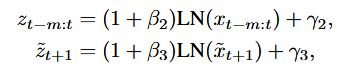 z_{t−m:t} = (1 + β_2)LN(x_{t−m:t}) + γ_2,
z̃_{t+1} = (1 + β_3)LN(x̃_{t+1}) + γ_3,